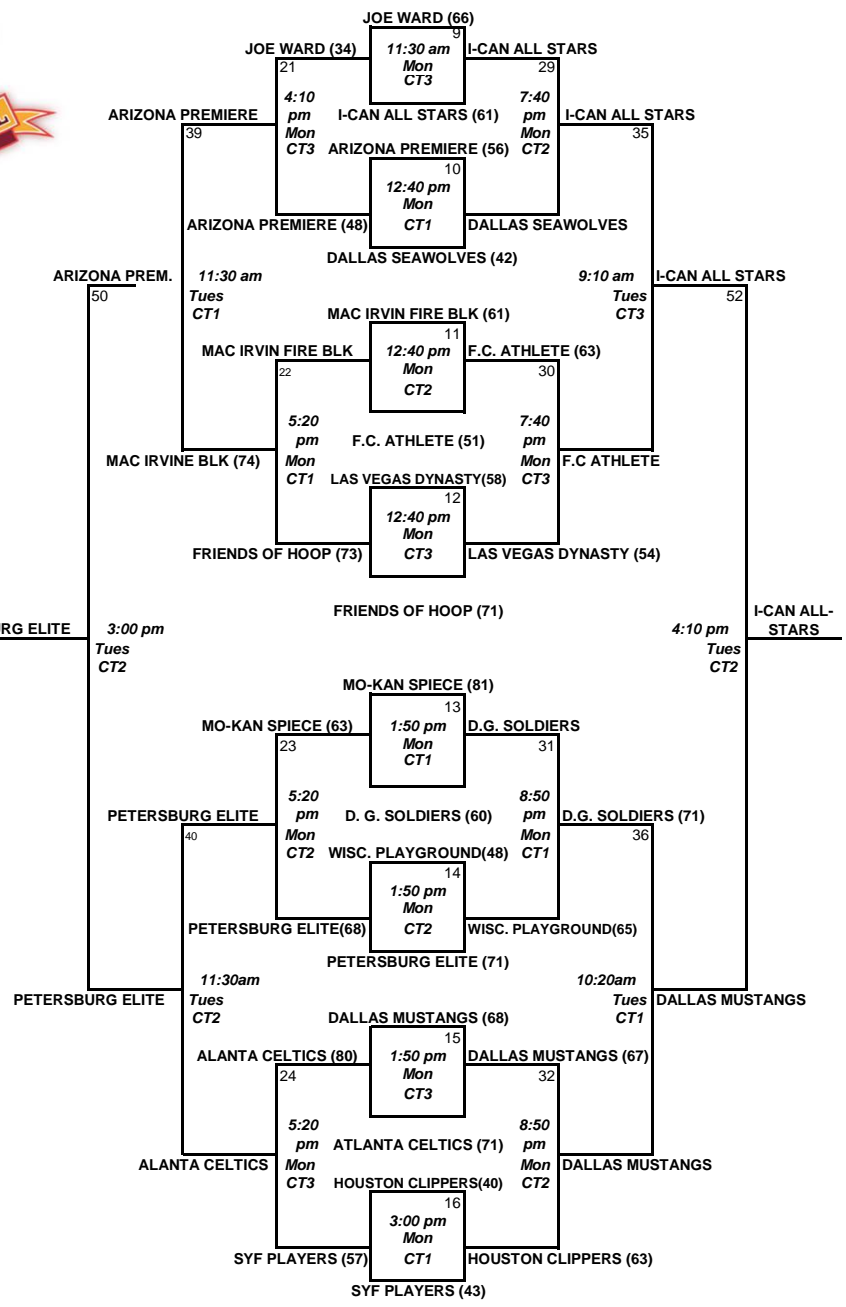 JOE WARD (66)
9
JOE WARD (34)
11:30 am
I-CAN ALL STARS
21
Mon
29
CT3
4:10
7:40
ARIZONA PREMIERE
pm
I-CAN ALL STARS (61)
pm
I-CAN ALL STARS
39
Mon
Mon
35
CT3
ARIZONA PREMIERE (56)
CT2
10
12:40 pm
Mon
ARIZONA PREMIERE (48)
CT1
DALLAS SEAWOLVES
DALLAS SEAWOLVES (42)
ARIZONA PREM.
11:30 am
9:10 am
I-CAN ALL STARS
50
Tues
Tues
52
CT1
CT3
MAC IRVIN FIRE BLK (61)
11
MAC IRVIN FIRE BLK
12:40 pm
F.C. ATHLETE (63)
22
Mon
30
CT2
5:20
7:40
pm
F.C. ATHLETE (51)
pm
MAC IRVINE BLK (74)
Mon
Mon
F.C ATHLETE
CT1
LAS VEGAS DYNASTY(58)
CT3
12
12:40 pm
Mon
FRIENDS OF HOOP (73)
CT3
LAS VEGAS DYNASTY (54)
FRIENDS OF HOOP (71)
I-CAN ALL-
RG ELITE
3:00 pm
4:10 pm
STARS
Tues
Tues
CT2
CT2
MO-KAN SPIECE (81)
13
MO-KAN SPIECE (63)
1:50 pm
D.G. SOLDIERS
23
Mon
31
CT1
5:20
8:50
PETERSBURG ELITE
pm
D. G. SOLDIERS (60)
pm
D.G. SOLDIERS (71)
40
Mon
Mon
36
CT2
WISC. PLAYGROUND(48)
CT1
14
1:50 pm
Mon
PETERSBURG ELITE(68)
CT2
WISC. PLAYGROUND(65)
PETERSBURG ELITE (71)
11:30am
10:20am
PETERSBURG ELITE
Tues
Tues
DALLAS MUSTANGS
CT2
DALLAS MUSTANGS (68)
CT1
15
ALANTA CELTICS (80)
1:50 pm
DALLAS MUSTANGS (67)
24
Mon
32
CT3
5:20
8:50
pm
ATLANTA CELTICS (71)
pm
ALANTA CELTICS
Mon
Mon
DALLAS MUSTANGS
CT3
HOUSTON CLIPPERS(40)
CT2
16
3:00 pm
Mon
SYF PLAYERS (57)
CT1
HOUSTON CLIPPERS (63)
SYF PLAYERS (43)